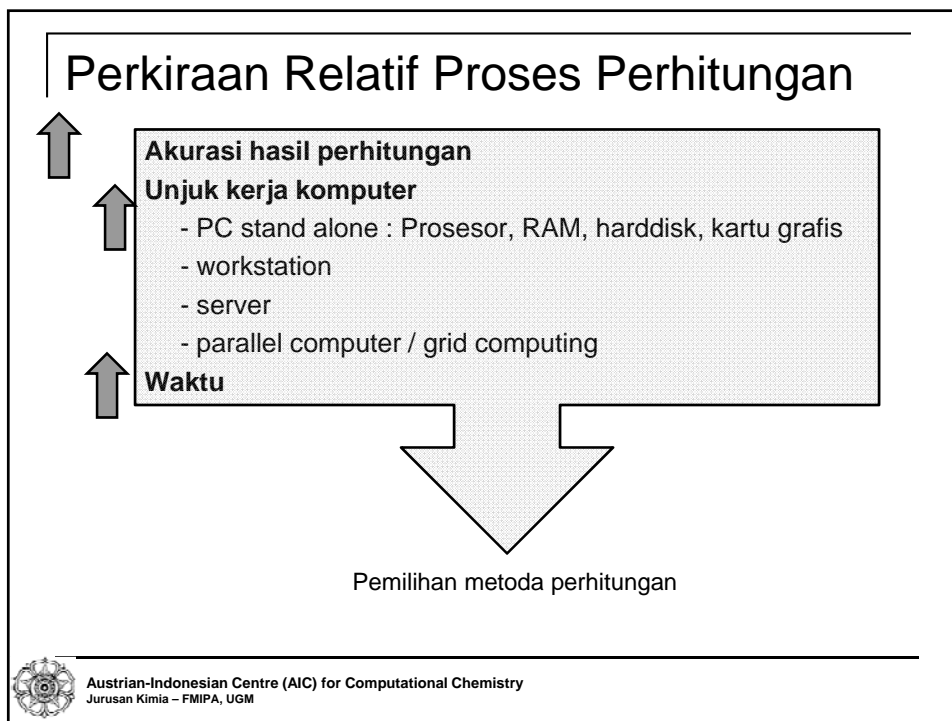 Perkiraan Relatif Proses Perhitungan
Akurasi hasil perhitungan
Unjuk kerja komputer
- PC stand alone : Prosesor, RAM, harddisk, kartu grafis
- workstation
- server
- parallel computer / grid computing
Waktu
Pemilihan metoda perhitungan
Austrian-Indonesian Centre (AIC) for Computational Chemistry
Jurusan Kimia – FMIPA, UGM